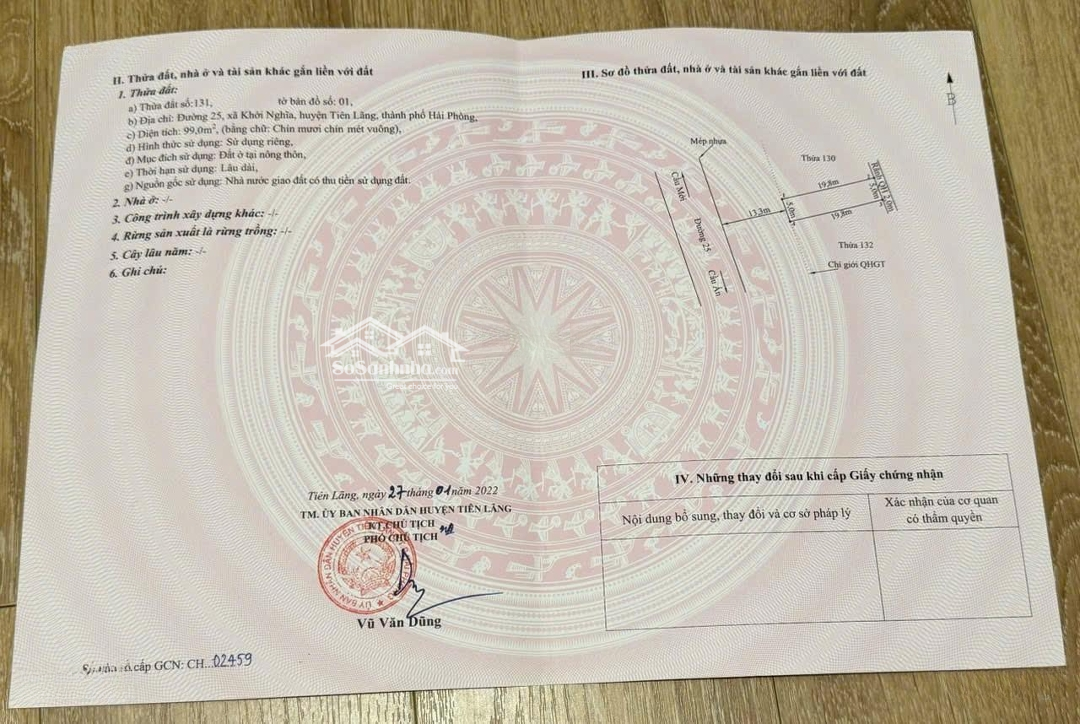 II. Thửa đất, nhà ở và tài sản khác gắn liền với đất
1. Thửa đất:
a) Thửa đất số:131, tờ bản đồ số: 01,
b) Địa chỉ: Đường 25, xã Khởi Nghĩa, huyện Tiên Lãng, thành phố Hải Phòng,
c) Diện tích: 99,0m², (bằng chữ: Chín mươi chín mét vuông),
d) Hình thức sử dụng: Sử dụng riêng,
đ) Mục đích sử dụng: Đất ở tại nông thôn,
e) Thời hạn sử dụng: Lâu dài,
g) Nguồn gốc sử dụng: Nhà nước giao đất có thu tiền sử dụng đất.
2. Nhà ở: -/-
3. Công trình xây dựng khác: -/-
4. Rừng sản xuất là rừng trồng: -/-
5. Cây lâu năm: -/-
6. Ghi chú:
Tiên Lãng, ngày 27 tháng 01 năm 2022
TM. ỦY BAN NHÂN DÂN HUYỆN TIÊN LÃNG
KT. CHỦ TỊCH
PHÓ CHỦ TỊCH
Vũ Văn Dũng
cấp GCN: CH...02459
SoSanhnha.com
III. Sơ đồ thửa đất, nhà ở và tài sản khác gắn liền với đất
B
Mép nhựa
Thửa 130
Cầu Mới
19,8m
Rãnh QH 2,0m
5,0m
13,3m
5,0m
19,8m
Đường 25
Thửa 132
Chỉ giới QHGT
Cầu Ấn
IV. Những thay đổi sau khi cấp Giấy chứng nhận
Nội dung bổ sung, thay đổi và cơ sở pháp lý
Xác nhận của cơ quan
có thẩm quyền